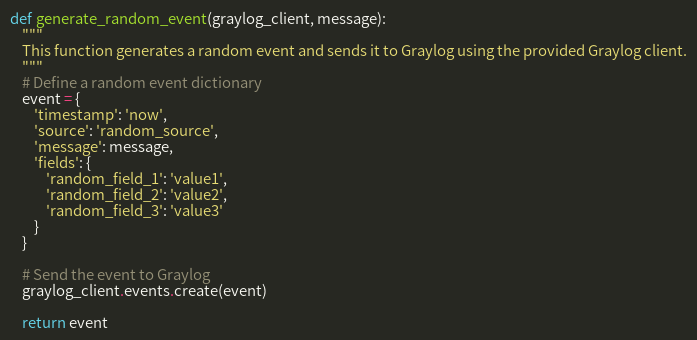 def generate_random_event(graylog_client, message):
    """
    This function generates a random event and sends it to Graylog using the provided Graylog client.
    """
    # Define a random event dictionary
    event = {
        'timestamp': 'now',
        'source': 'random_source',
        'message': message,
        'fields': {
            'random_field_1': 'value1',
            'random_field_2': 'value2',
            'random_field_3': 'value3'
        }
    }

    # Send the event to Graylog
    graylog_client.events.create(event)

    return event